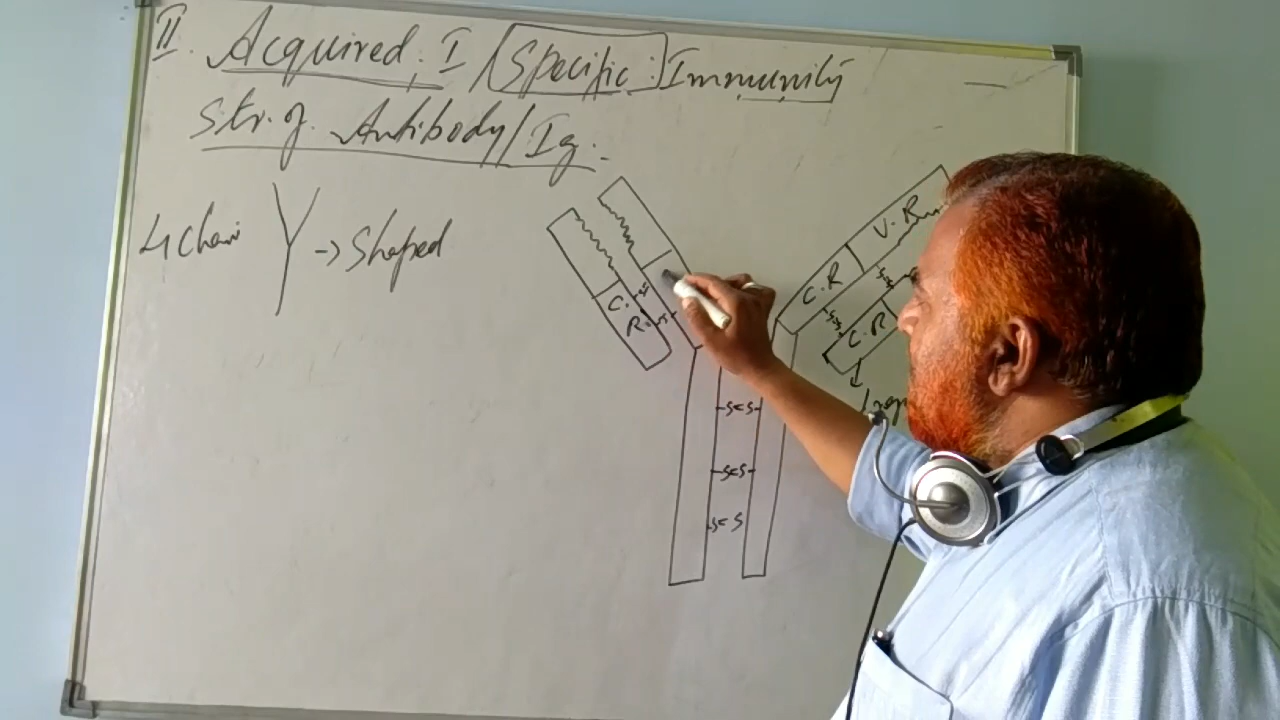 II. Acquired. I / Specific: Immunity
Str. of. Antibody/Ig.
4 Chain Y -> Shaped
V. R
C. R
C. R
C.
R.
S S
S S
S S
S S
S S
S S
S S